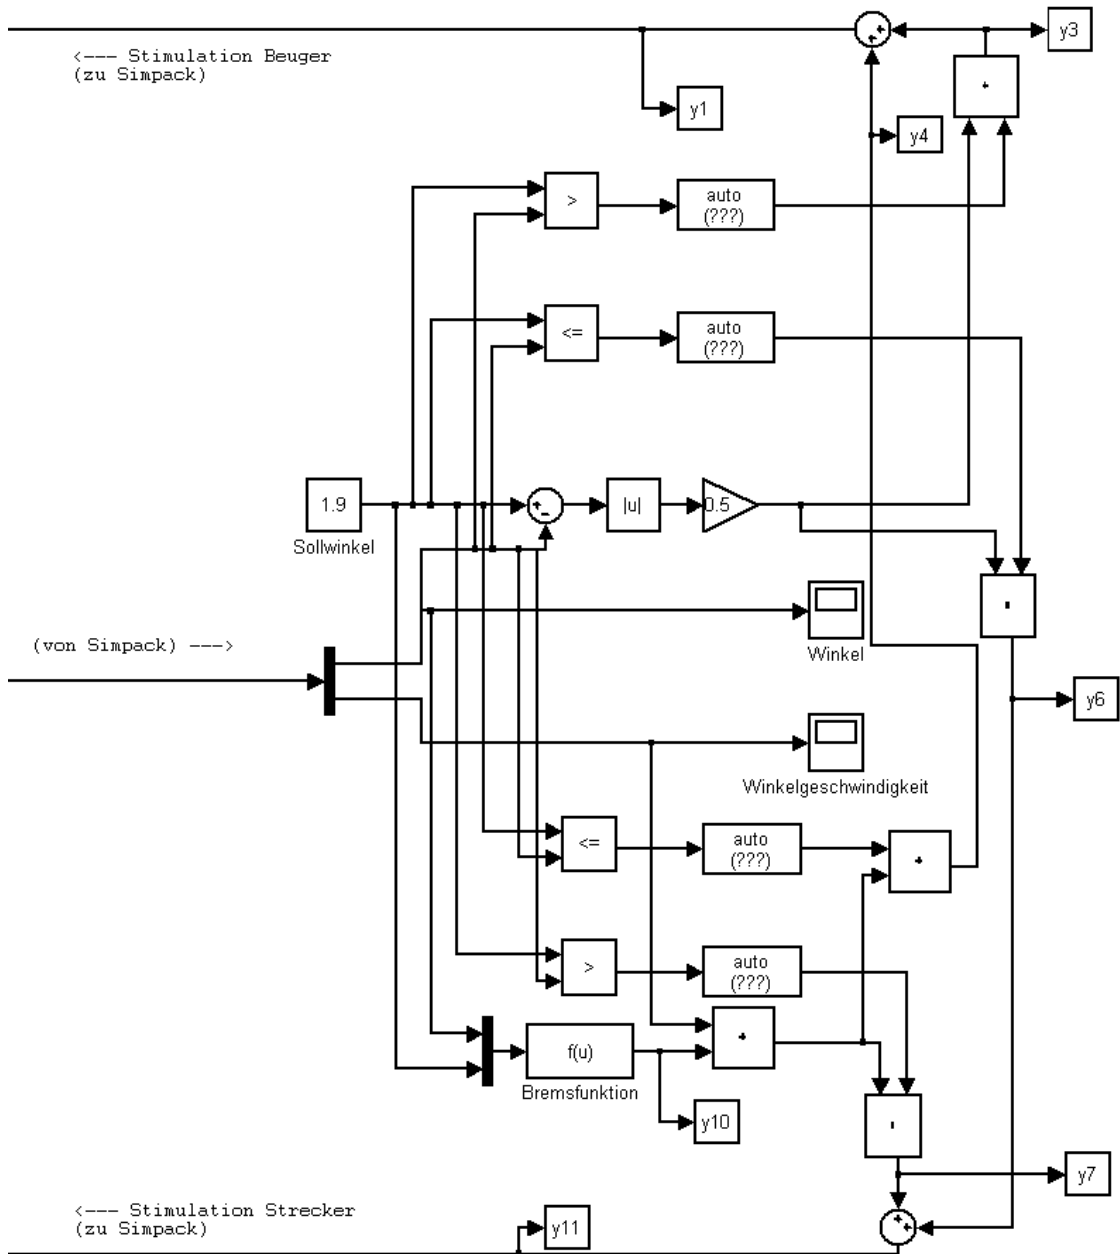 y3
<--- Stimulation Beuger
(zu Simpack)
y1
y4
>
auto
(???)
<=
auto
(???)
1.9
|u|
0.5
Sollwinkel
(von Simpack) --->
Winkel
y6
Winkelgeschwindigkeit
<=
auto
(???)
>
auto
(???)
f(u)
Bremsfunktion
y10
y7
<--- Stimulation Strecker
(zu Simpack)
y11